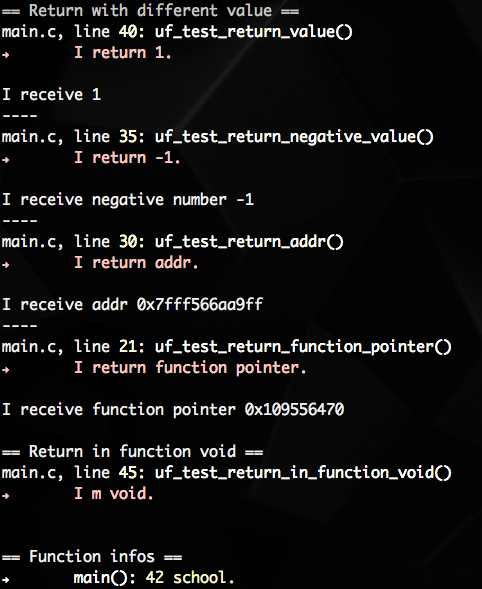 == Return with different value ==
main.c, line 40: uf_test_return_value()
→ I return 1.
I receive 1
----
main.c, line 35: uf_test_return_negative_value()
→ I return -1.
I receive negative number -1
----
main.c, line 30: uf_test_return_addr()
→ I return addr.
I receive addr 0x7fff566aa9ff
----
main.c, line 21: uf_test_return_function_pointer()
→ I return function pointer.
I receive function pointer 0x109556470
== Return in function void ==
main.c, line 45: uf_test_return_in_function_void()
→ I m void.
== Function infos ==
→ main(): 42 school.